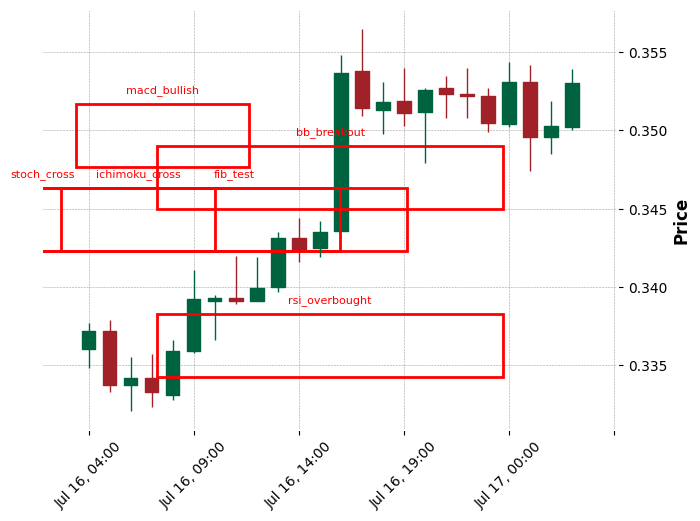 0.355
macd_bullish
0.350
bb_breakout
stoch_cross
ichimoku_cross
fib_test
0.345
Price
0.340
rsi_overbought
0.335
Jul 16, 04:00
Jul 16, 09:00
Jul 16, 14:00
Jul 16, 19:00
Jul 17, 00:00